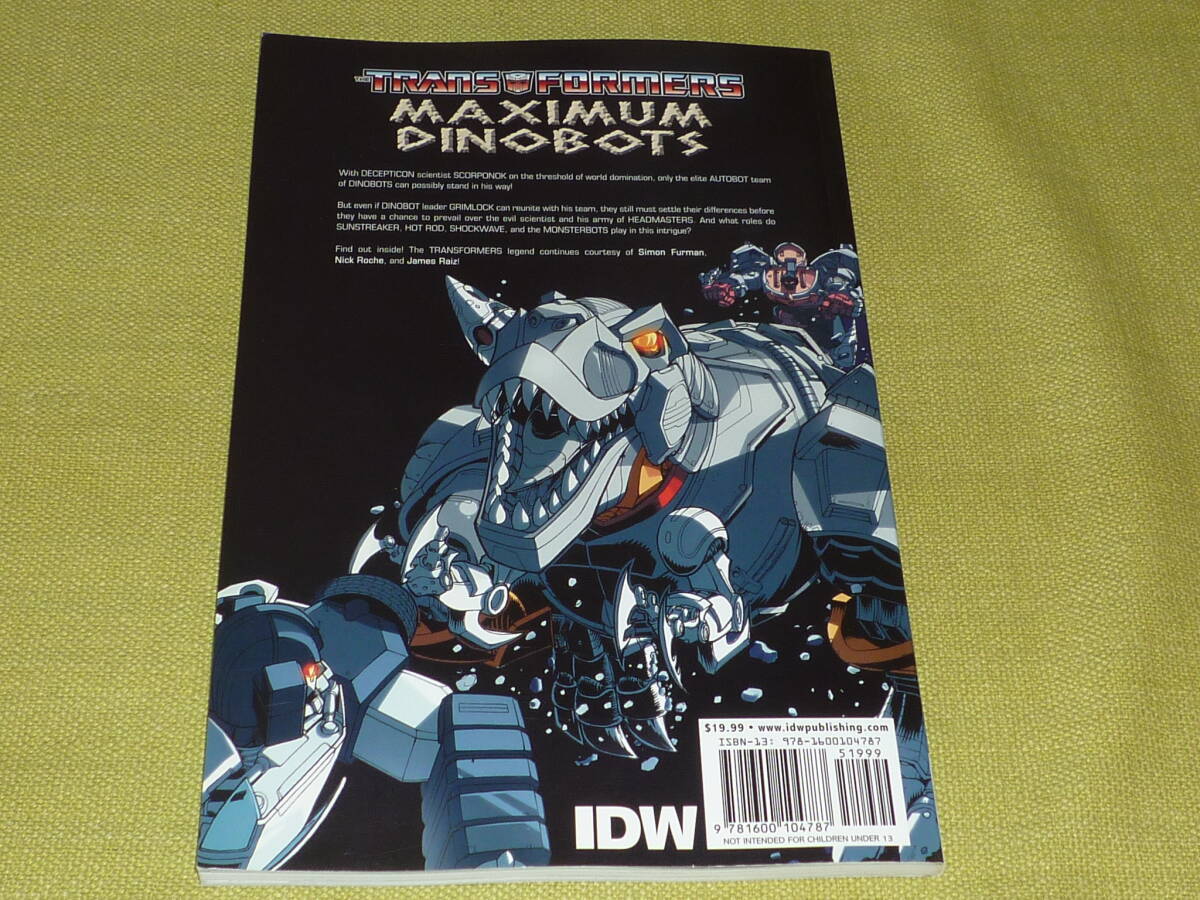 THE TRANSFORMERS
MAXIMUM
DINOBOTS
With DECEPTICON scientist SCORPONOK on the threshold of world domination, only the elite AUTOBOT team
of DINOBOTS can possibly stand in his way!
But even if DINOBOT leader GRIMLOCK can reunite with his team, they still must settle their differences before
they have a chance to prevail over the evil scientist and his army of HEADMASTERS. And what roles do
SUNSTREAKER, HOT ROD, SHOCKWAVE, and the MONSTERBOTS play in this intrigue?
Find out inside! The TRANSFORMERS legend continues courtesy of Simon Furman,
Nick Roche, and James Raiz!
$19.99 • www.idwpublishing.com
ISBN-13: 978-1600104787
51999
9 781600 104787
NOT INTENDED FOR CHILDREN UNDER 13
IDW